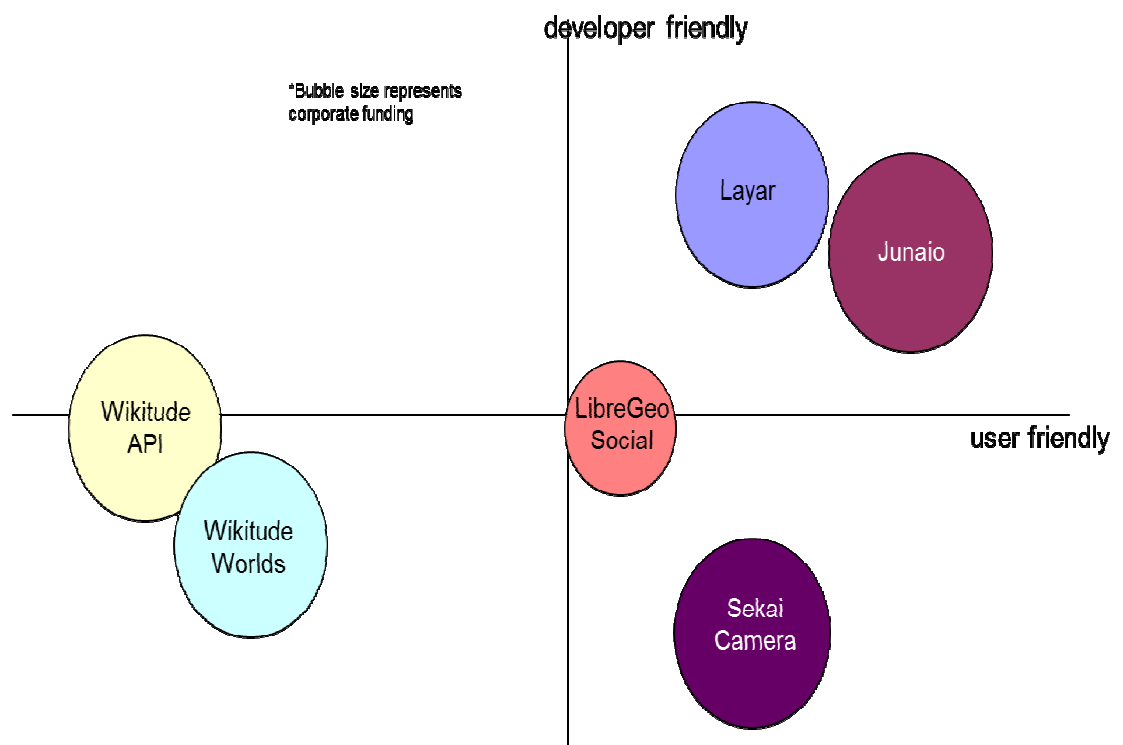 developer friendly
*Bubble size represents
corporate funding
Layar
Junaio
LibreGeo
Social
Wikitude
API
user friendly
Wikitude
Worlds
Sekai
Camera